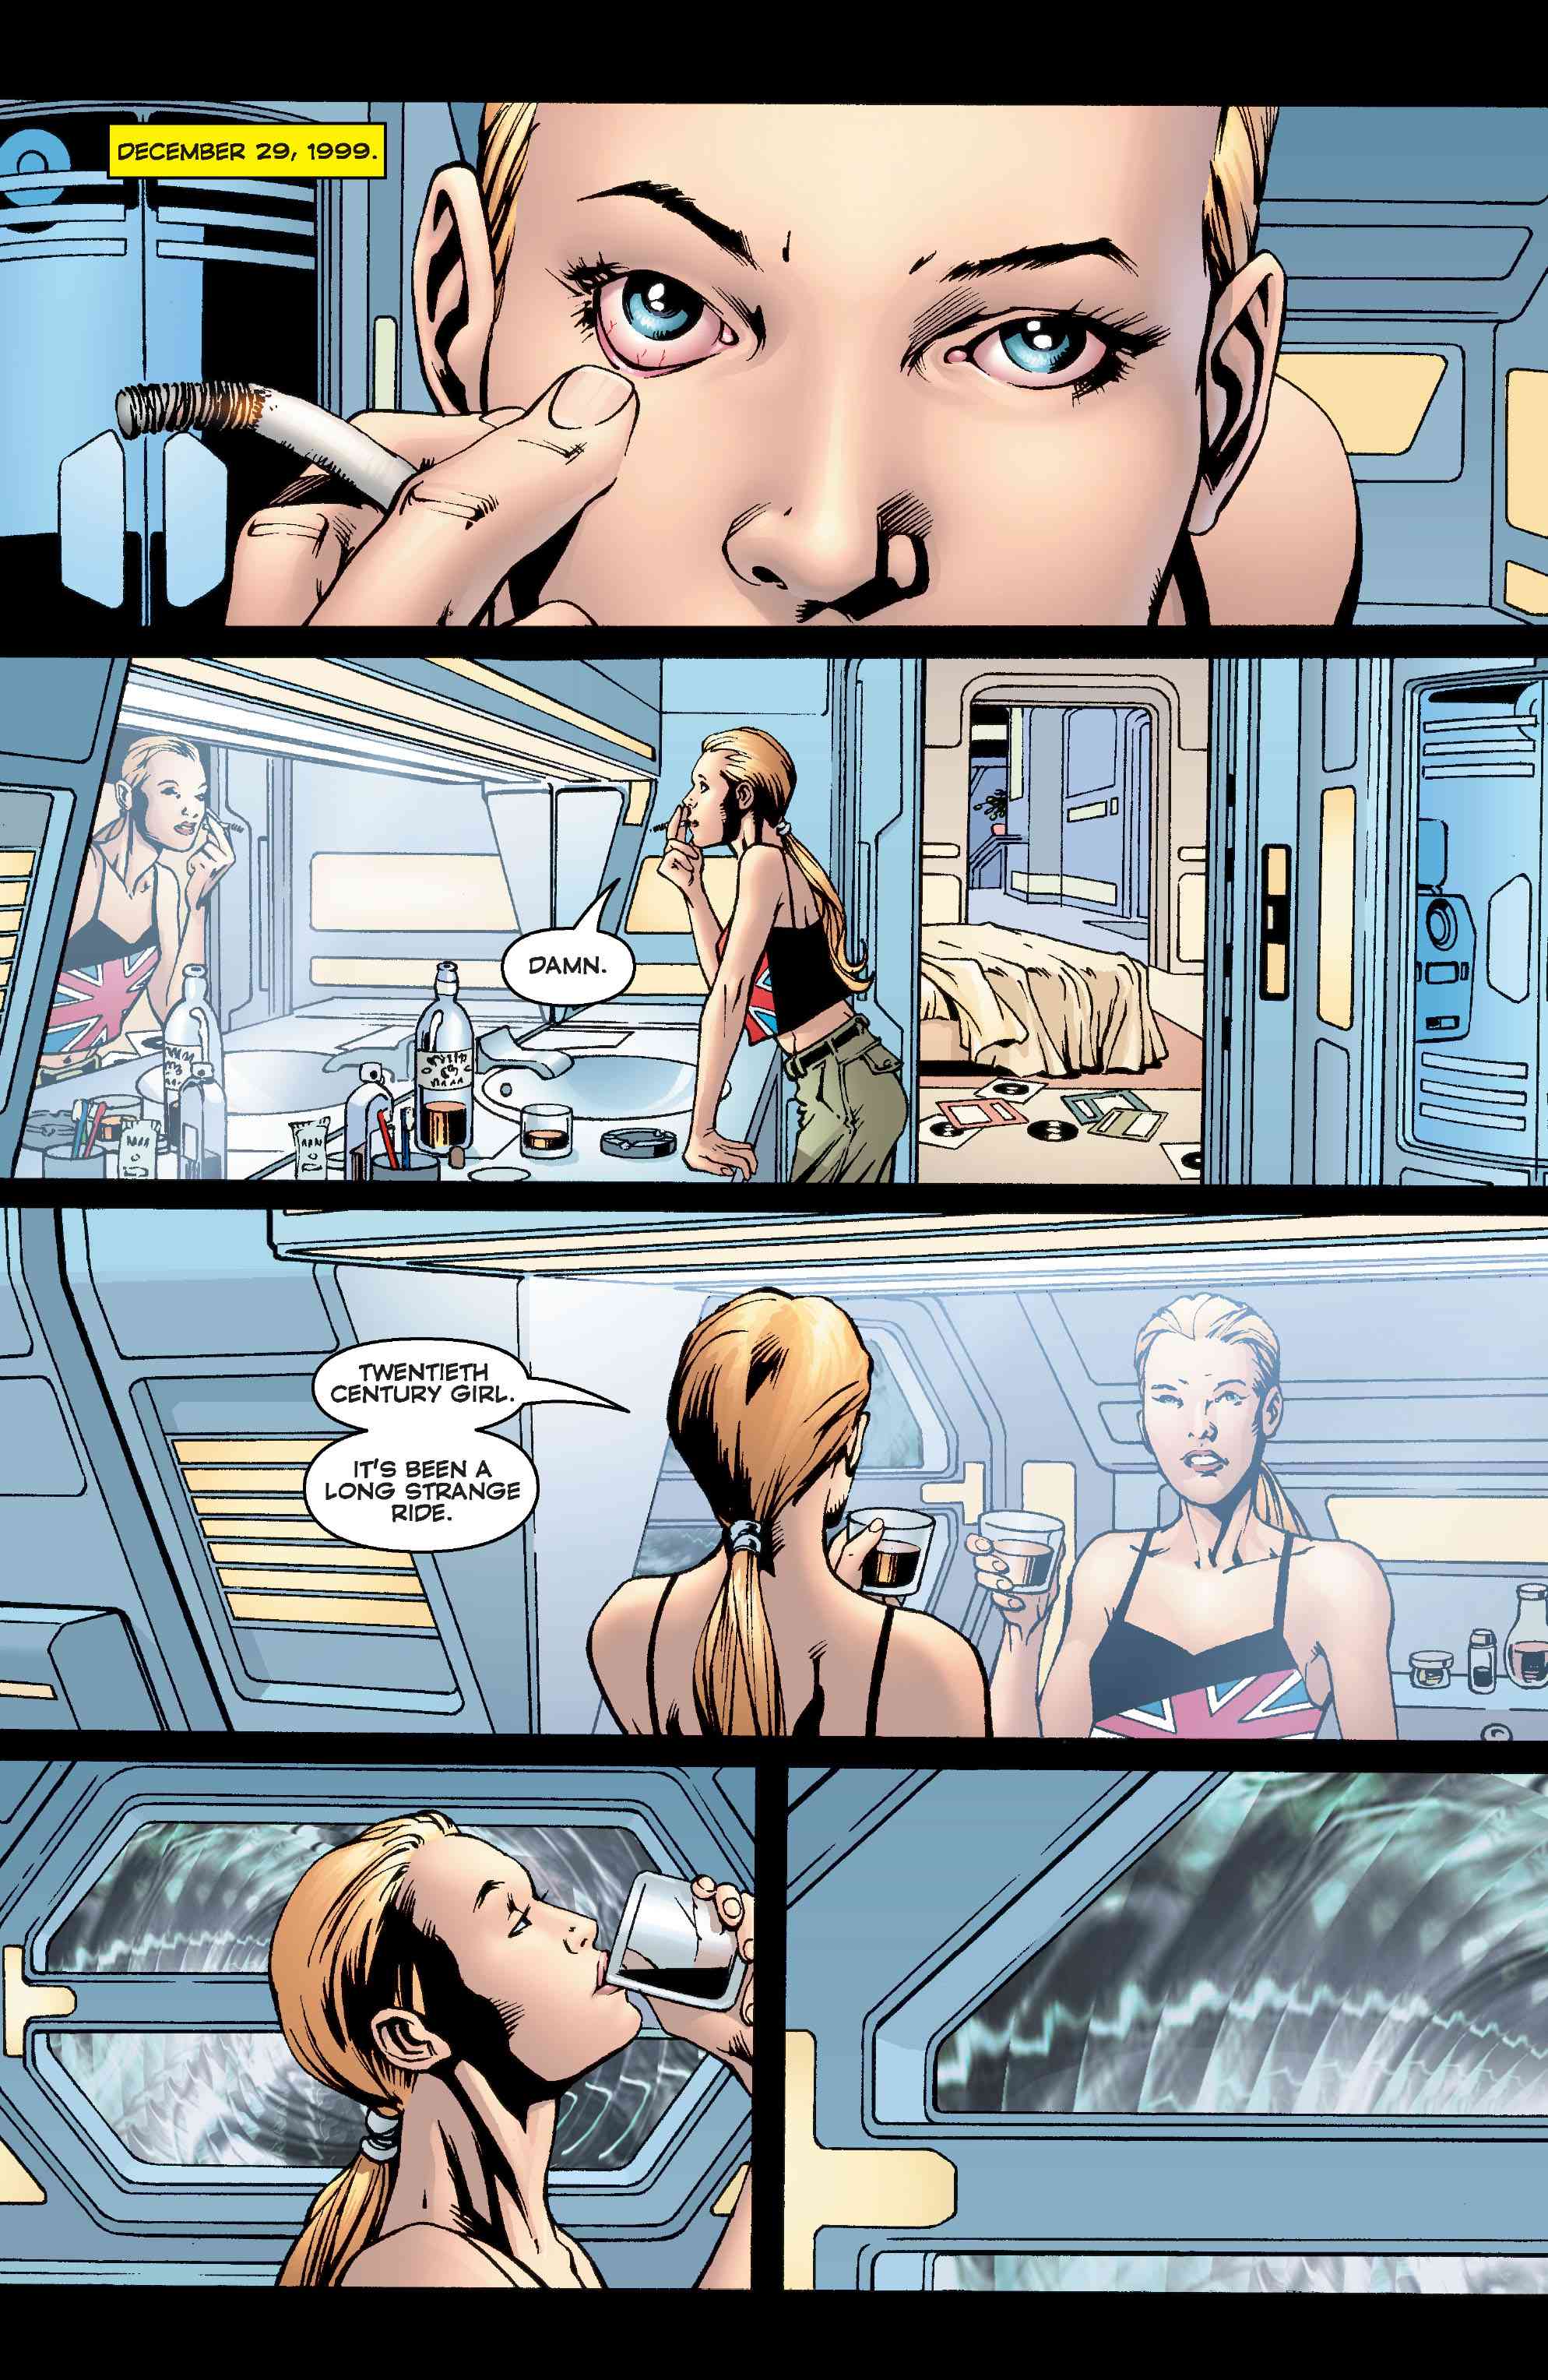 DECEMBER 29, 1999.
DAMN.
TWENTIETH
CENTURY GIRL.
IT'S BEEN A
LONG STRANGE
RIDE.